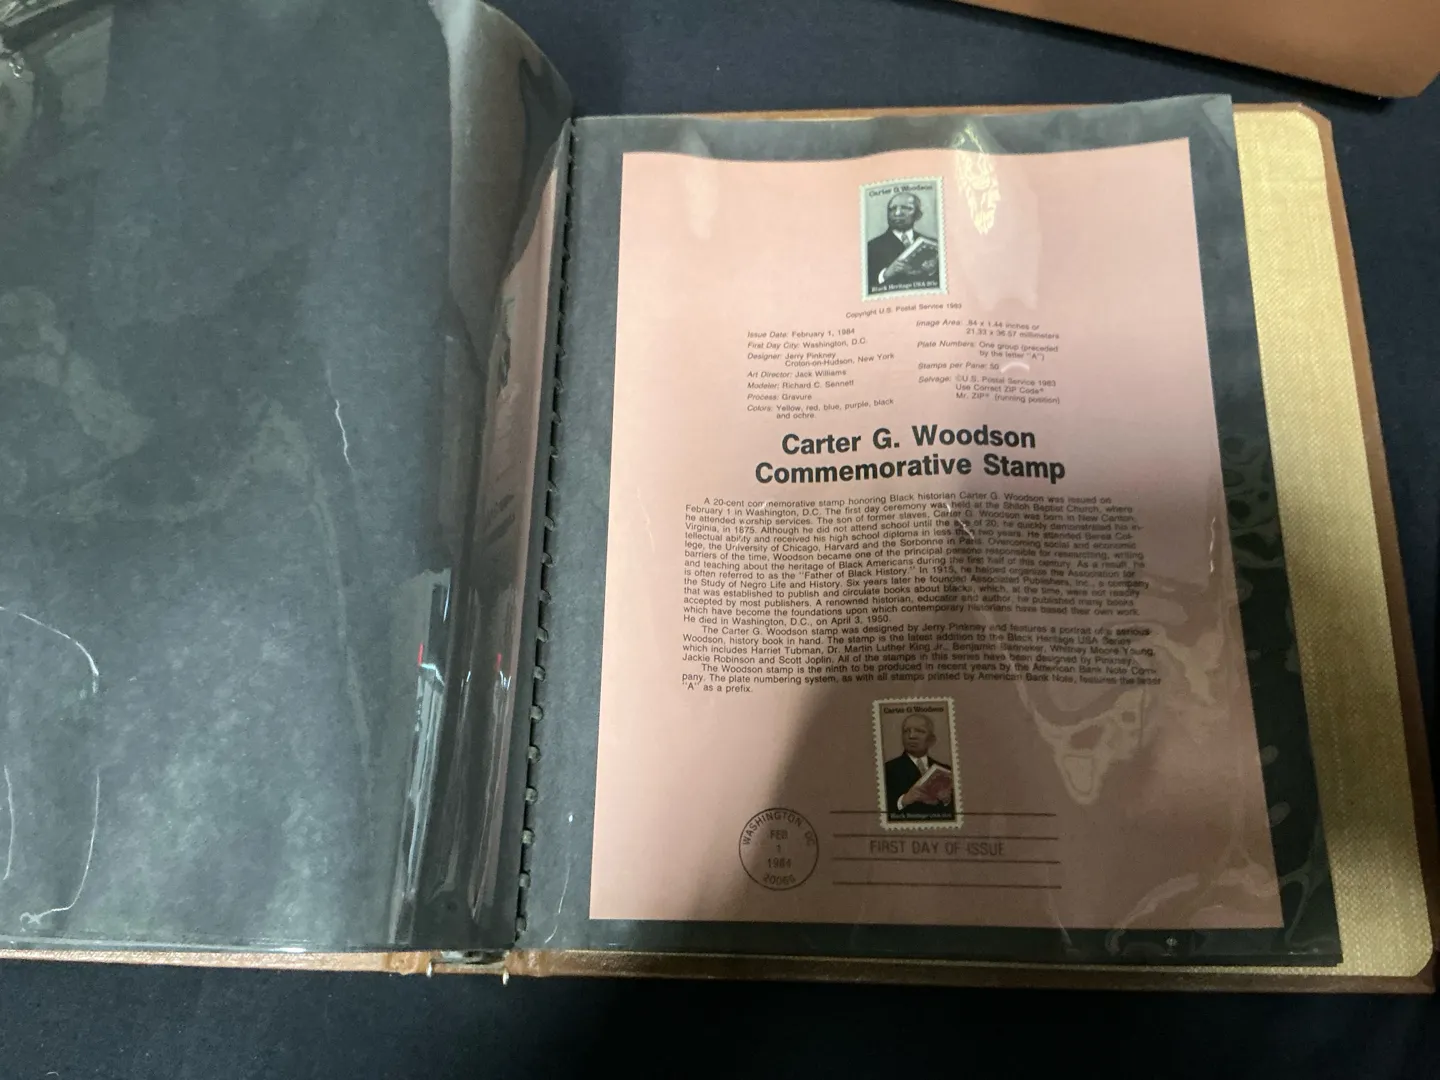 Carter G. Woodson
Black Heritage USA 20c
Copyright U.S. Postal Service 1983
Issue Date: February 1, 1984
First Day City: Washington, D.C.
Designer: Jerry Pinkney
Croton-on-Hudson, New York
Art Director: Jack Williams
Modeler: Richard C. Sennett
Process: Gravure
Colors: Yellow, red, blue, purple, black
and ochre.
Image Area: .84 x 1.44 inches or
21.33 x 36.57 millimeters
Plate Numbers: One group (preceded
by the letter "A")
Stamps per Pane: 50
Selvage: ©U.S. Postal Service 1983
Use Correct ZIP Code®
Mr. ZIP® (running position)
Carter G. Woodson
Commemorative Stamp
A 20-cent commemorative stamp honoring Black historian Carter G. Woodson was issued on
February 1 in Washington, D.C. The first day ceremony was held at the Shiloh Baptist Church, where
he attended worship services. The son of former slaves, Carter G. Woodson was born in New Canton,
Virginia, in 1875. Although he did not attend school until the age of 20, he quickly demonstrated his in-
tellectual ability and received his high school diploma in less than two years. He attended Berea Col-
lege, the University of Chicago, Harvard and the Sorbonne in Paris. Overcoming social and economic
barriers of the time, Woodson became one of the principal persons responsible for researching, writing
and teaching about the heritage of Black Americans during the first half of this century. As a result, he
is often referred to as the "Father of Black History." In 1915, he helped organize the Association for
the Study of Negro Life and History. Six years later he founded Associated Publishers, Inc., a company
that was established to publish and circulate books about blacks, which, at the time, were not readily
accepted by most publishers. A renowned historian, educator and author, he published many books
which have become the foundations upon which contemporary historians have based their own work.
He died in Washington, D.C., on April 3, 1950.
The Carter G. Woodson stamp was designed by Jerry Pinkney and features a portrait of a serious
Woodson, history book in hand. The stamp is the latest addition to the Black Heritage USA Series
which includes Harriet Tubman, Dr. Martin Luther King Jr., Benjamin Banneker, Whitney Moore Young,
Jackie Robinson and Scott Joplin. All of the stamps in this series have been designed by Pinkney.
The Woodson stamp is the ninth to be produced in recent years by the American Bank Note Com-
pany. The plate numbering system, as with all stamps printed by American Bank Note, features the letter
"A" as a prefix.
Carter G Woodson
Black Heritage USA 20c
WASHINGTON, DC
FEB
1
1984
20066
FIRST DAY OF ISSUE